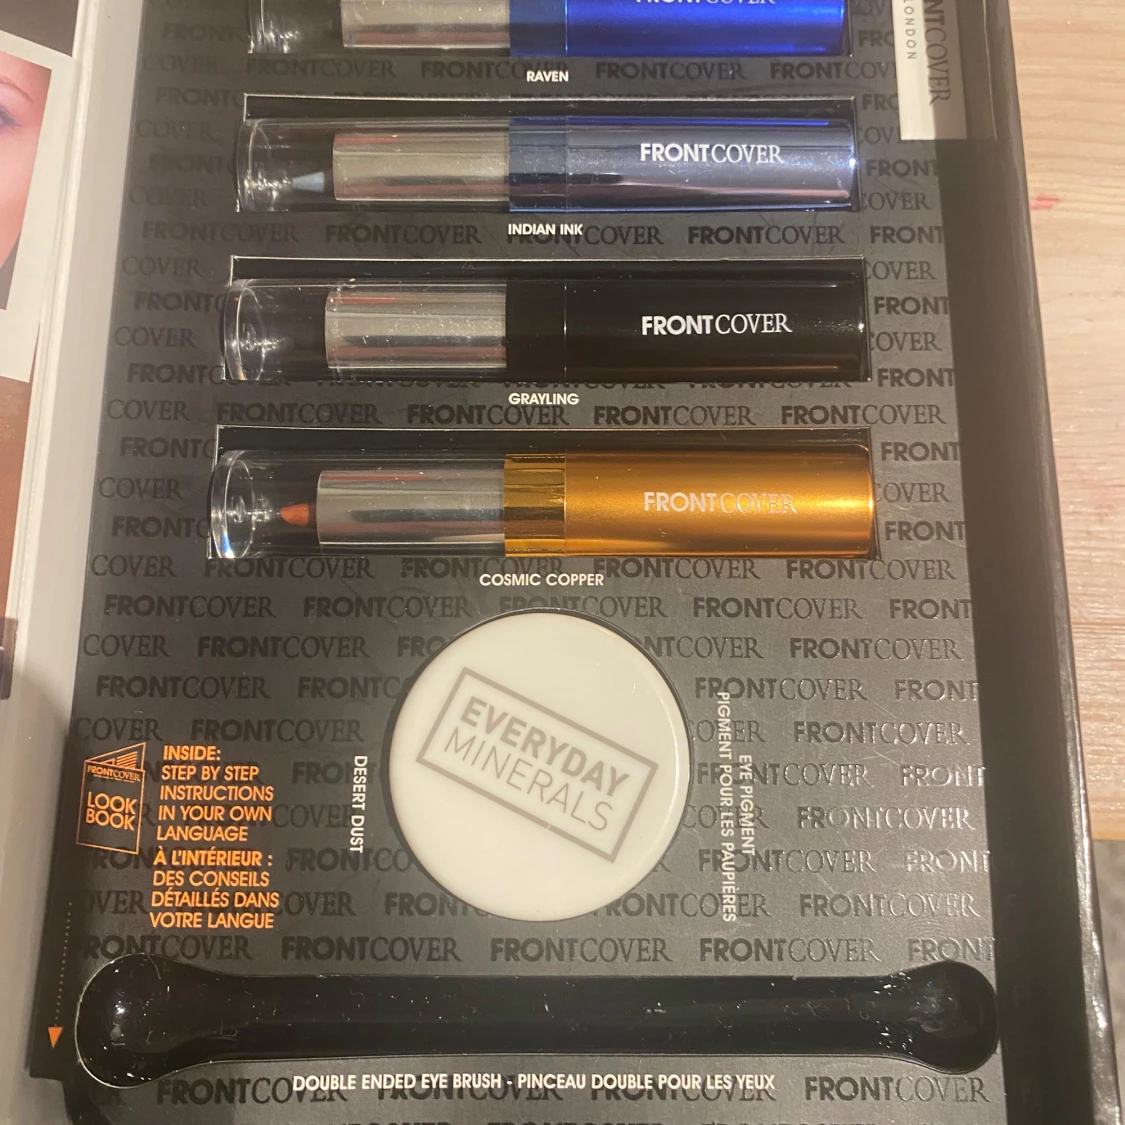 FRONTCOVER
FRONTCOVER
LONDON
RAVEN
FRONTCOVER
INDIAN INK
FRONTCOVER
GRAYLING
FRONTCOVER
COSMIC COPPER
EVERYDAY
MINERALS
DESERT DUST
EYE PIGMENT
PIGMENT POUR LES PAUPIÈRES
FRONTCOVER
LOOK
BOOK
INSIDE:
STEP BY STEP
INSTRUCTIONS
IN YOUR OWN
LANGUAGE
À L'INTÉRIEUR :
DES CONSEILS
DÉTAILLÉS DANS
VOTRE LANGUE
DOUBLE ENDED EYE BRUSH - PINCEAU DOUBLE POUR LES YEUX